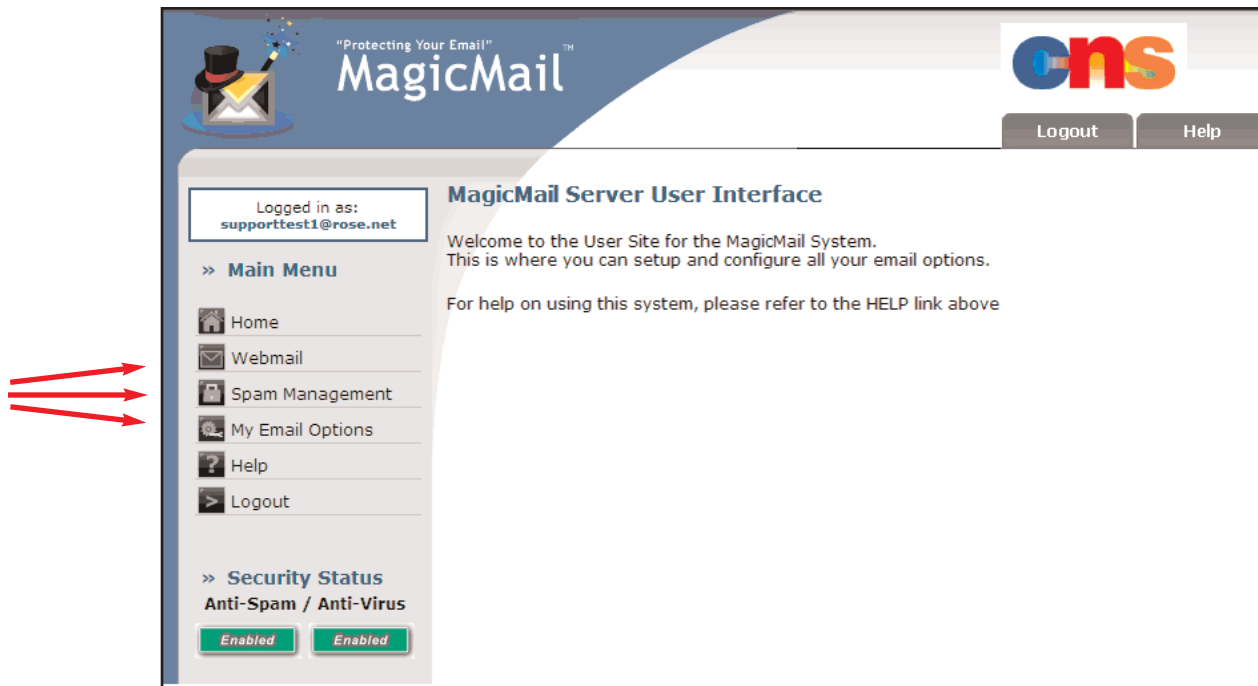 "Protecting Your Email"
MagicMail™
cns
Logout
Help
Logged in as:
supporttest1@rose.net
» Main Menu
Home
Webmail
Spam Management
My Email Options
? Help
> Logout
» Security Status
Anti-Spam / Anti-Virus
Enabled
Enabled
MagicMail Server User Interface
Welcome to the User Site for the MagicMail System.
This is where you can setup and configure all your email options.
For help on using this system, please refer to the HELP link above